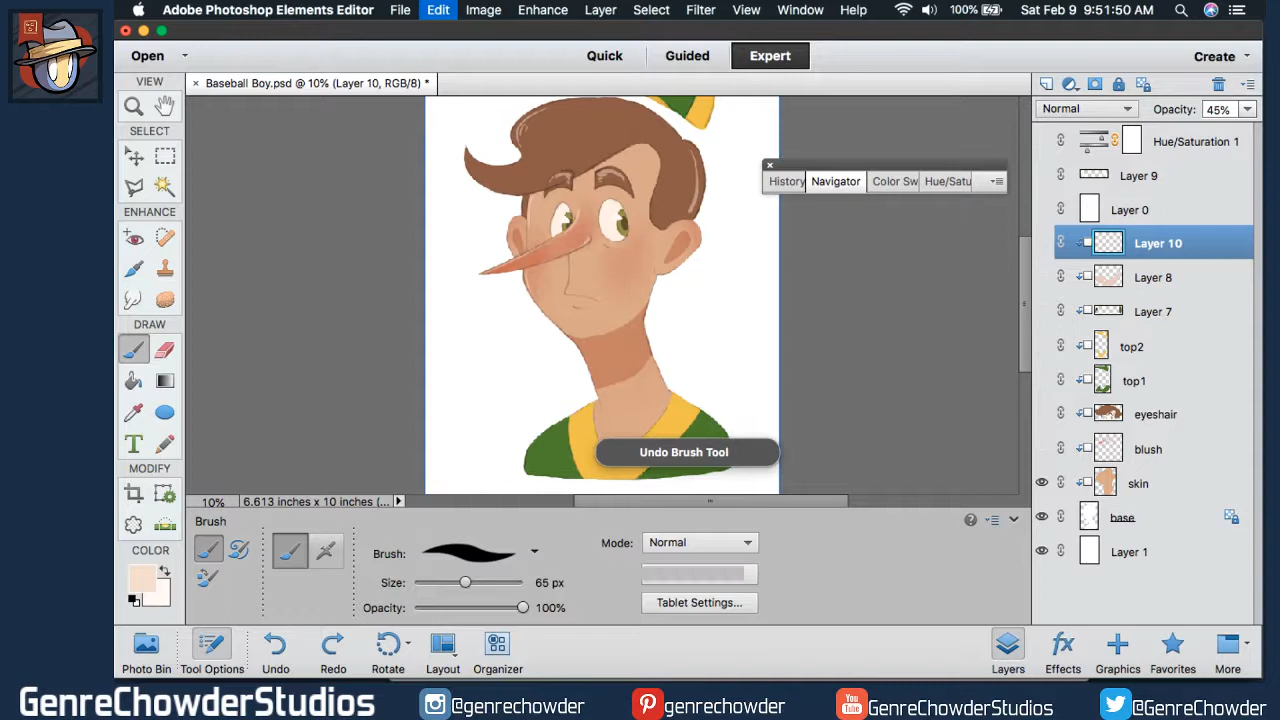 Adobe Photoshop Elements Editor File Edit Image Enhance Layer Select Filter View Window Help 100% Sat Feb 9 9:51:50 AM
Open Quick Guided Expert Create
VIEW
Baseball Boy.psd @ 10% (Layer 10, RGB/8) *
Normal Opacity: 45%
SELECT
Hue/Saturation 1
Layer 9
History Navigator Color Sw Hue/Satu
ENHANCE
Layer 0
Layer 10
Layer 8
Layer 7
DRAW
top2
top1
eyeshair
T
Undo Brush Tool
blush
MODIFY
skin
10% 6.613 inches x 10 inches (...
base
Brush
COLOR
Brush:
Mode: Normal
Layer 1
Size: 65 px
Opacity: 100%
Tablet Settings...
Photo Bin Tool Options Undo Redo Rotate Layout Organizer fx Layers Effects Graphics Favorites More
GenreChowderStudios @genrechowder genrechowder You Tube GenreChowderStudios @GenreChowder